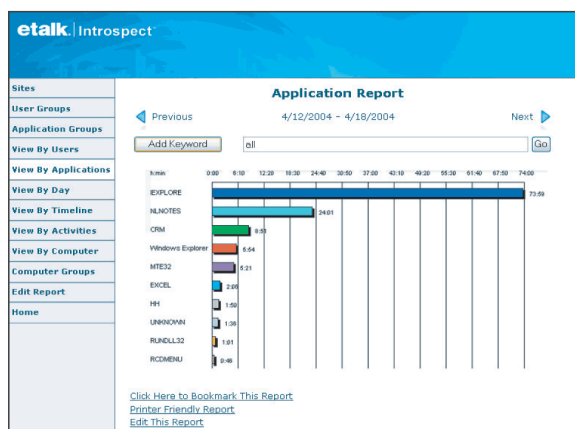 etalk. Introspect
Sites
User Groups
Application Groups
View By Users
View By Applications
View By Day
View By Timeline
View By Activities
View By Computer
Computer Groups
Edit Report
Home
Application Report
Previous 4/12/2004 - 4/18/2004 Next
Add Keyword all Go
h:min 0:00 6:10 12:20 18:30 24:40 30:50 37:00 43:10 49:20 55:30 61:40 67:50 74:00
IEXPLORE 73:59
NLNOTES 24:01
CRM 8:53
Windows Explorer 5:54
MTE32 5:21
EXCEL 2:06
HH
UNKNOWN
RUNDLL32 1:01
RCDMENU 0:46
Click Here to Bookmark This Report
Printer Friendly Report
Edit This Report